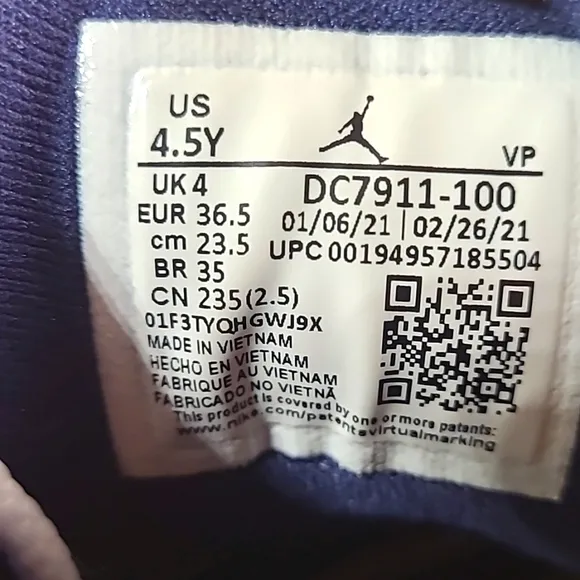 US
4.5Y
VP
UK 4
EUR 36.5
cm 23.5
BR 35
CN 235(2.5)
DC7911-100
01/06/21 | 02/26/21
UPC 00194957185504
01F3TYQHGWJ9X
MADE IN VIETNAM
HECHO EN VIETNAM
FABRIQUE AU VIETNAM
FABRICADO NO VIETNÃ
This product is covered by one or more patents:
www.nike.com/patentsvirtualmarking